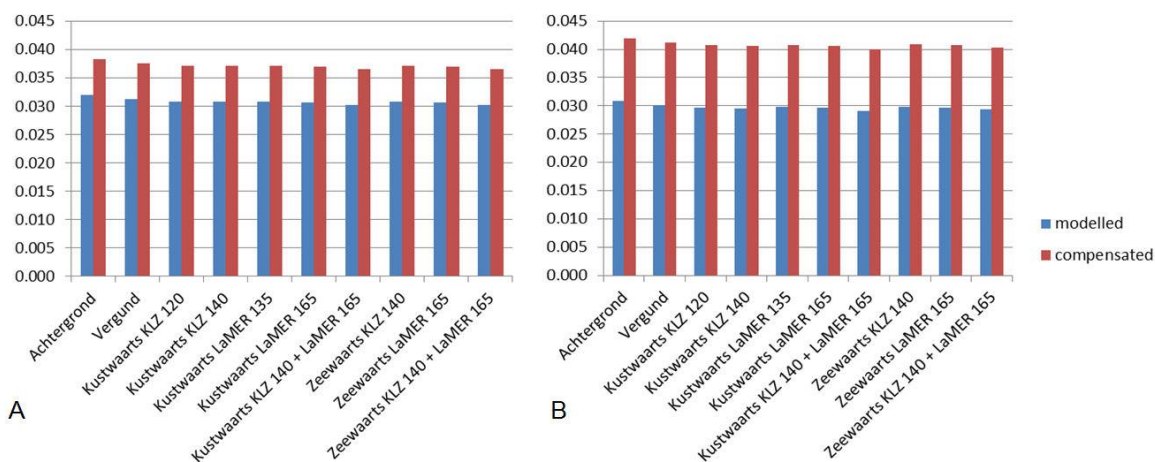 0.045
0.040
0.035
0.030
0.025
0.020
0.015
0.010
0.005
0.000
Achtergrond
Vergund
Kustwaarts KLZ 120
Kustwaarts KLZ 140
Kustwaarts LaMER 135
Kustwaarts LaMER 165
Kustwaarts KLZ 140 + LaMER 165
Zeewaarts KLZ 140
Zeewaarts LaMER 165
Zeewaarts KLZ 140 + LaMER 165
A
0.045
0.040
0.035
0.030
0.025
0.020
0.015
0.010
0.005
0.000
Achtergrond
Vergund
Kustwaarts KLZ 120
Kustwaarts KLZ 140
Kustwaarts LaMER 135
Kustwaarts LaMER 165
Kustwaarts KLZ 140 + LaMER 165
Zeewaarts KLZ 140
Zeewaarts LaMER 165
Zeewaarts KLZ 140 + LaMER 165
B
modelled
compensated